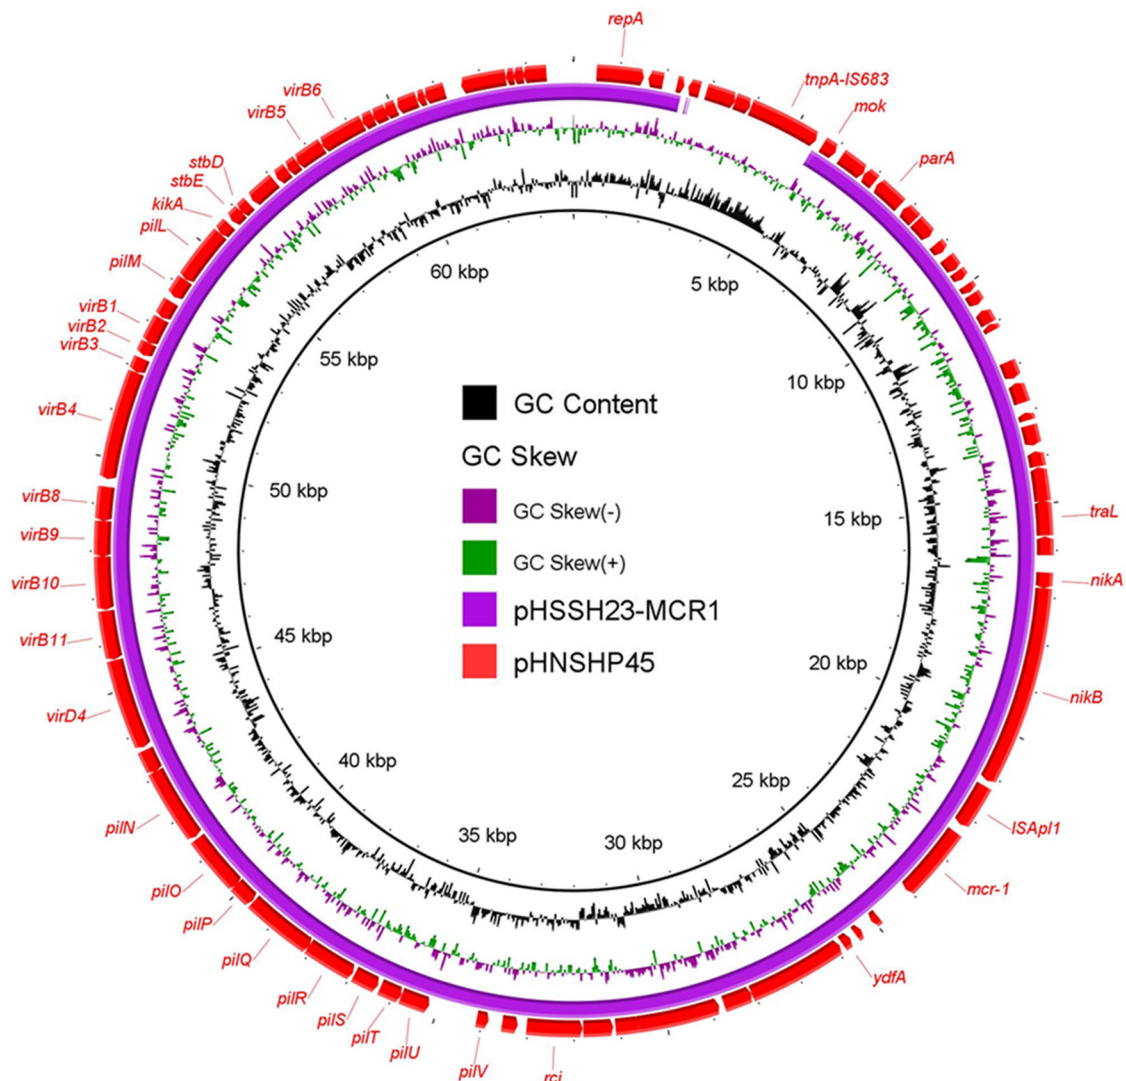 repA
tnpA-IS683
mok
parA
traL
nikA
nikB
ISApl1
mcr-1
ydfA
rci
pilV
pilU
pilT
pilS
pilR
pilQ
pilP
pilO
pilN
virD4
virB11
virB10
virB9
virB8
virB4
virB3
virB2
virB1
pilM
pilL
kikA
stbE
stbD
virB5
virB6
5 kbp
10 kbp
15 kbp
20 kbp
25 kbp
30 kbp
35 kbp
40 kbp
45 kbp
50 kbp
55 kbp
60 kbp
GC Content
GC Skew
GC Skew(-)
GC Skew(+)
pHSSH23-MCR1
pHNSHP45